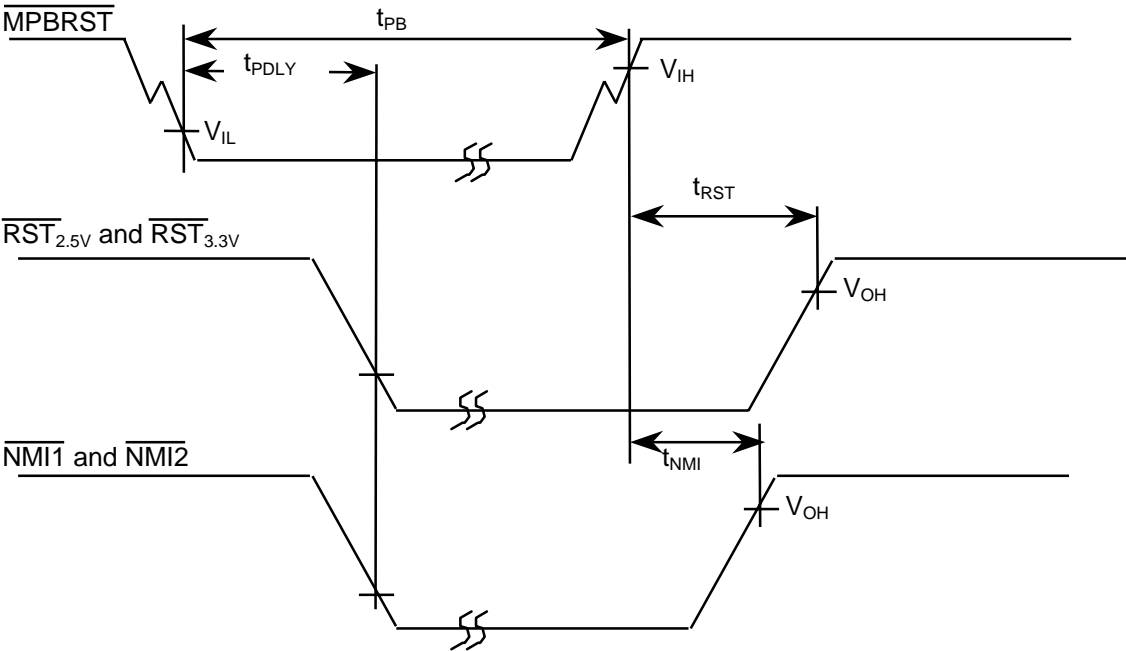 MPBRST
tPB
tPDLY
VIH
VIL
tRST
RST2.5V and RST3.3V
VOH
NMI1 and NMI2
tNMI
VOH